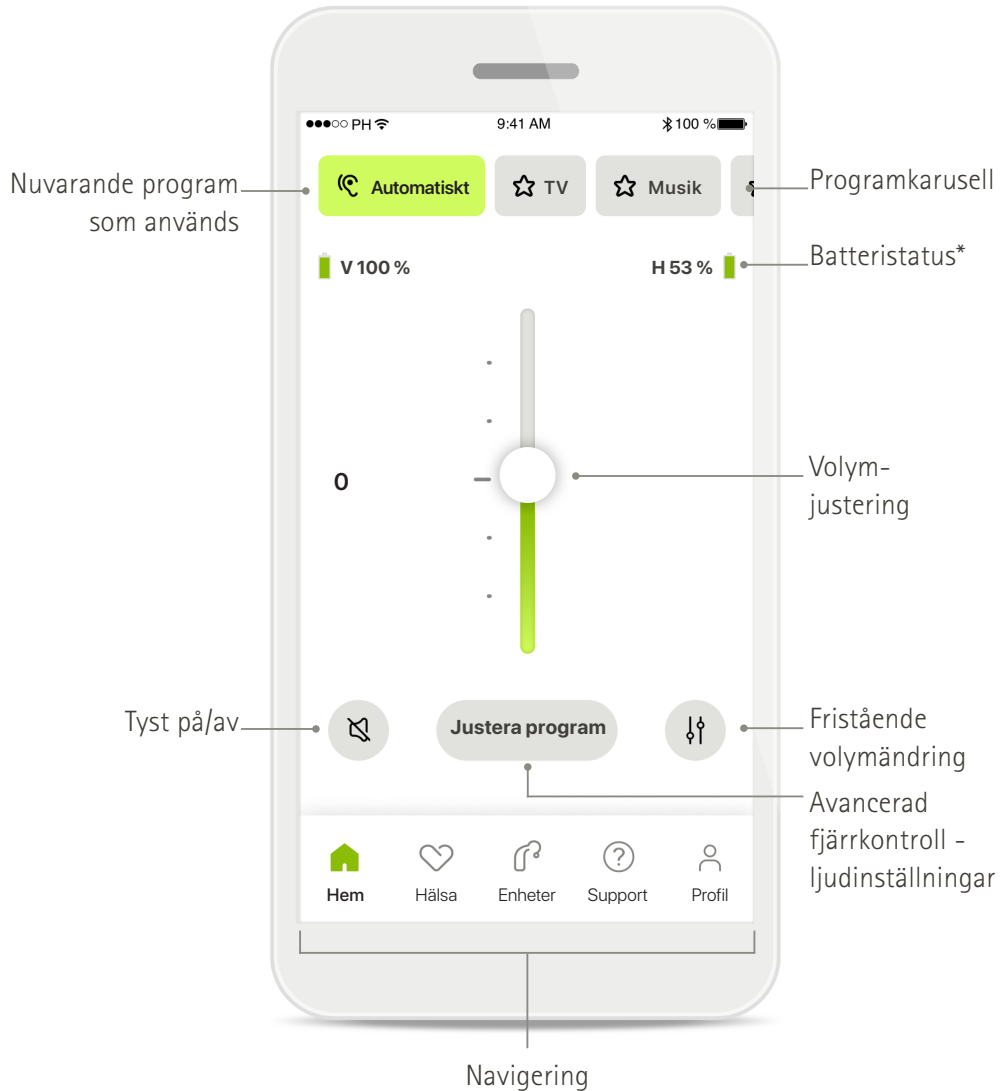 PH 9:41 AM 100 %
Automatiskt TV Musik
Nuvarande program
som används
Programkarusell
V 100 % H 53 %
Batteristatus*
0
Volym-
justering
Tyst på/av
Justera program
Fristående
volymändring
Avancerad
fjärrkontroll -
ljudinställningar
Hem Hälsa Enheter Support Profil
Navigering